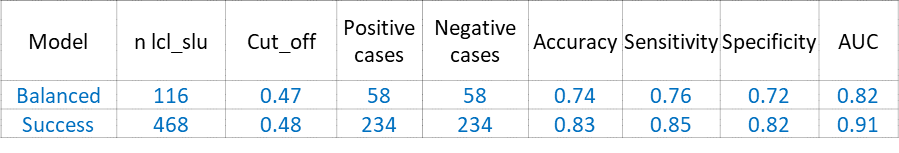 Model n lcl_slu Cut_off Positive cases Negative cases Accuracy Sensitivity Specificity AUC
Balanced 116 0.47 58 58 0.74 0.76 0.72 0.82
Success 468 0.48 234 234 0.83 0.85 0.82 0.91